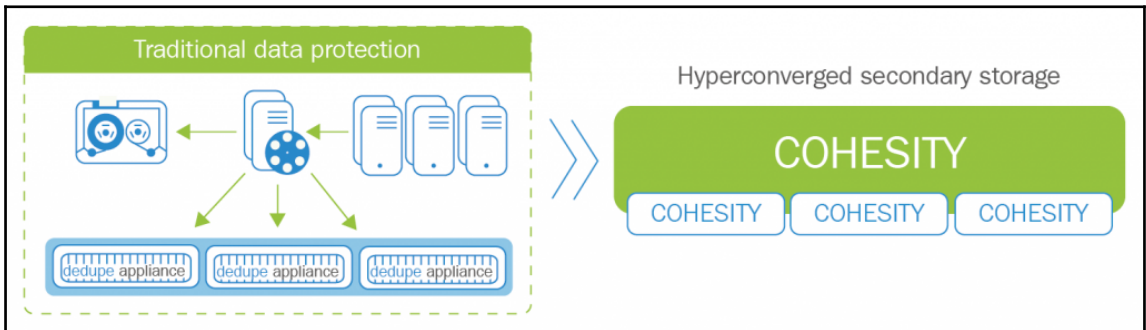 Traditional data protection
dedupe appliance
dedupe appliance
dedupe appliance
Hyperconverged secondary storage
COHESITY
COHESITY
COHESITY
COHESITY